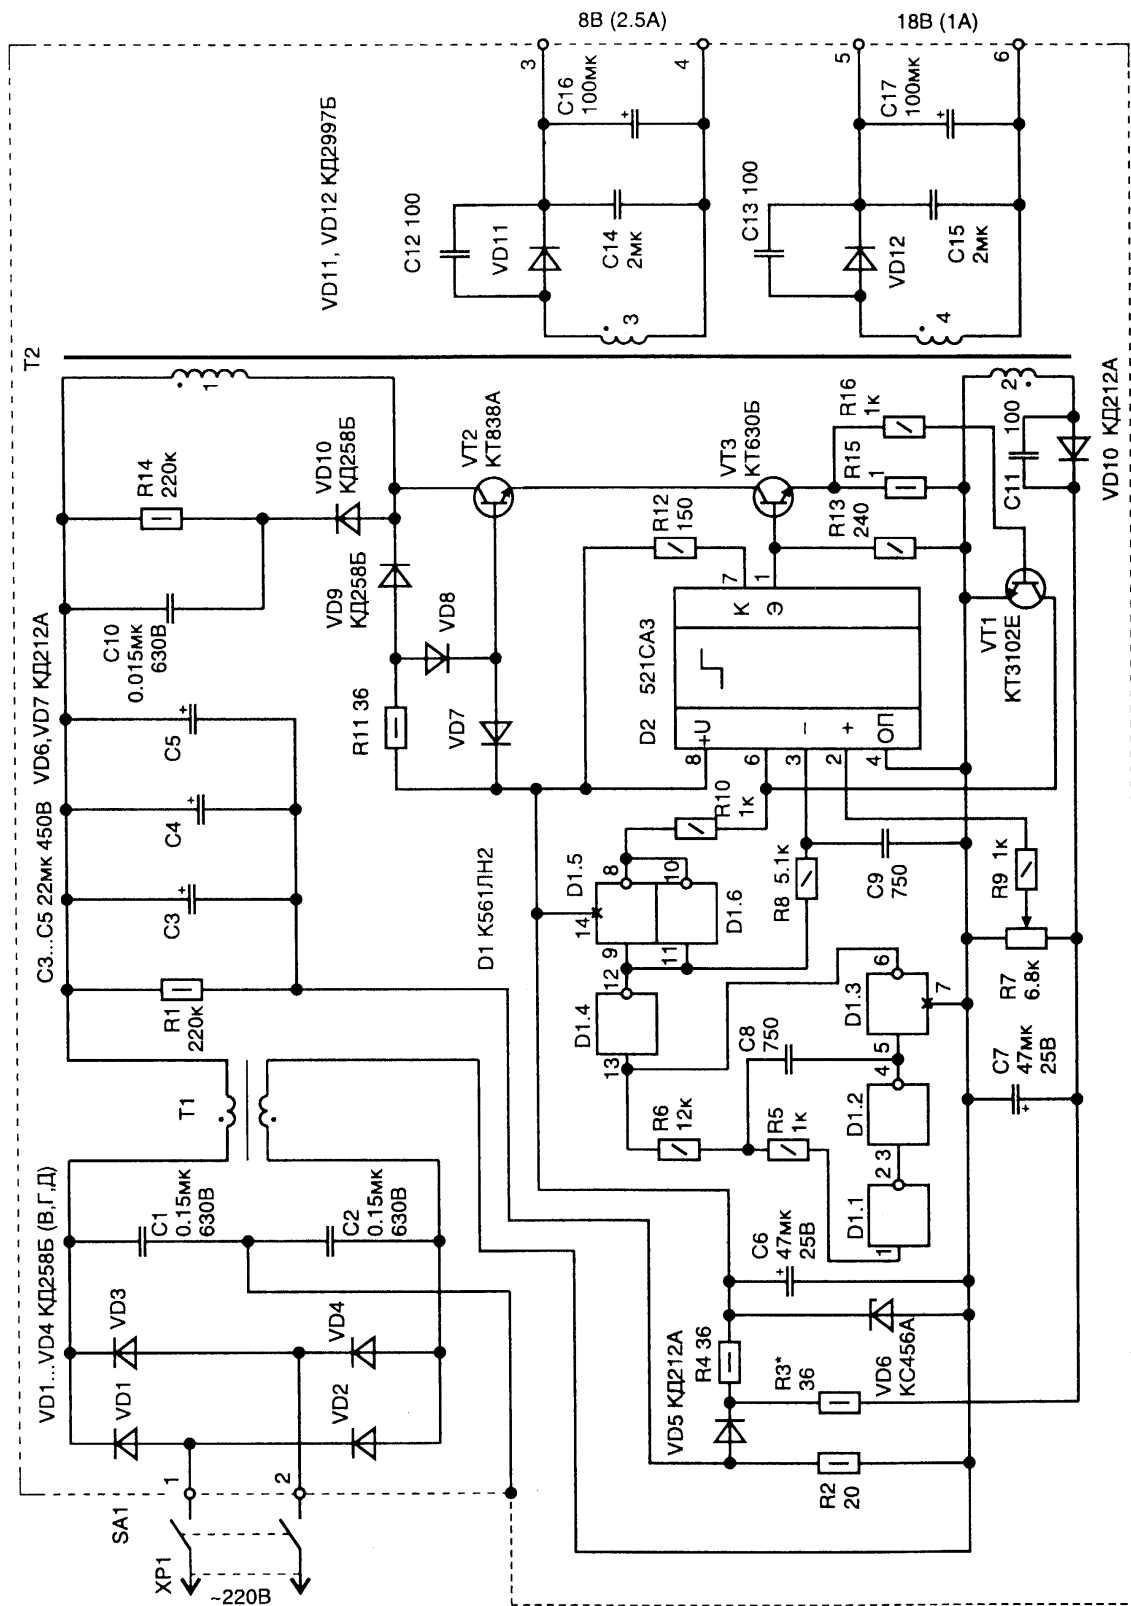 ~220В
XP1
SA1
1
2
VD1...VD4 КД258Б (В,Г,Д)
VD1
VD3
VD2
VD4
C1
0.15мк
630В
C2
0.15мк
630В
T1
R1
220к
C3...C5 22мк 450В
C3
C4
C5
VD6,VD7 КД212А
C10
0.015мк
630В
R14
220к
VD10
КД258Б
1
T2
VD9
КД258Б
VD8
R11 36
VD7
VT2
КТ838А
VD11, VD12 КД2997Б
C12 100
VD11
3
C14
2мк
C16
100мк
3
4
8В (2.5А)
C13 100
VD12
4
C15
2мк
C17
100мк
5
6
18В (1А)
D1 К561ЛН2
D1.5
14
9
8
11
10
D1.6
D1.4
13
12
R10
1к
R8 5.1к
C9
750
D2
521СА3
+U
К
Э
−
+
ОП
8
6
3
2
4
7
1
R12
150
VT3
КТ630Б
R13
240
R15
1
R16
1к
C11
100
2
VD10 КД212А
VT1
КТ3102Е
R9 1к
R7
6.8к
C7
47мк
25В
D1.3
5
6
7
D1.2
3
4
D1.1
1
2
C8
750
R6
12к
R5
1к
C6
47мк
25В
VD6
КС456А
R4 36
R3*
36
VD5 КД212А
R2
20